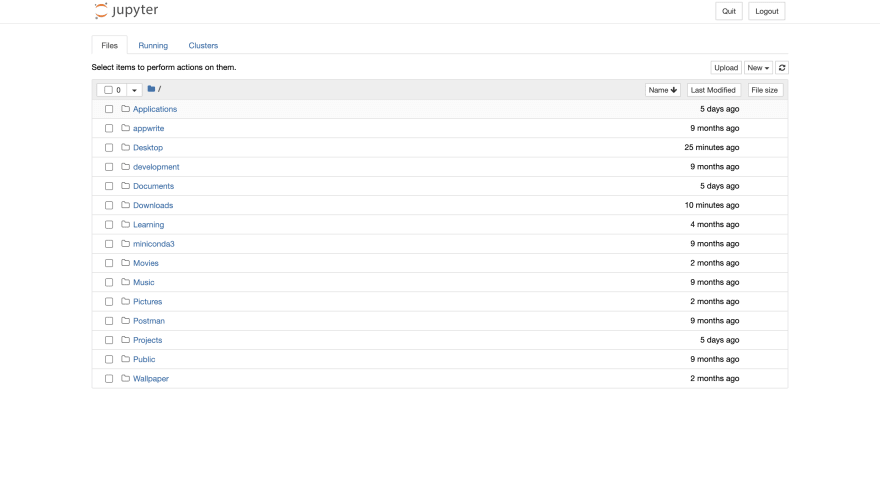 jupyter Quit Logout
Files Running Clusters
Select items to perform actions on them. Upload New
0 / Name Last Modified File size
Applications 5 days ago
appwrite 9 months ago
Desktop 25 minutes ago
development 9 months ago
Documents 5 days ago
Downloads 10 minutes ago
Learning 4 months ago
miniconda3 9 months ago
Movies 2 months ago
Music 9 months ago
Pictures 2 months ago
Postman 9 months ago
Projects 5 days ago
Public 9 months ago
Wallpaper 2 months ago